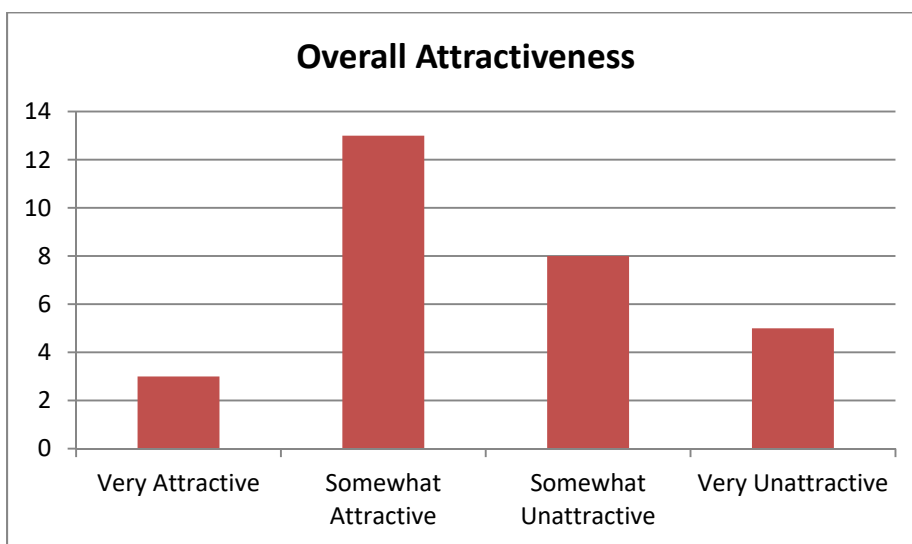 Overall Attractiveness
14
12
10
8
6
4
2
0
Very Attractive
Somewhat
Attractive
Somewhat
Unattractive
Very Unattractive